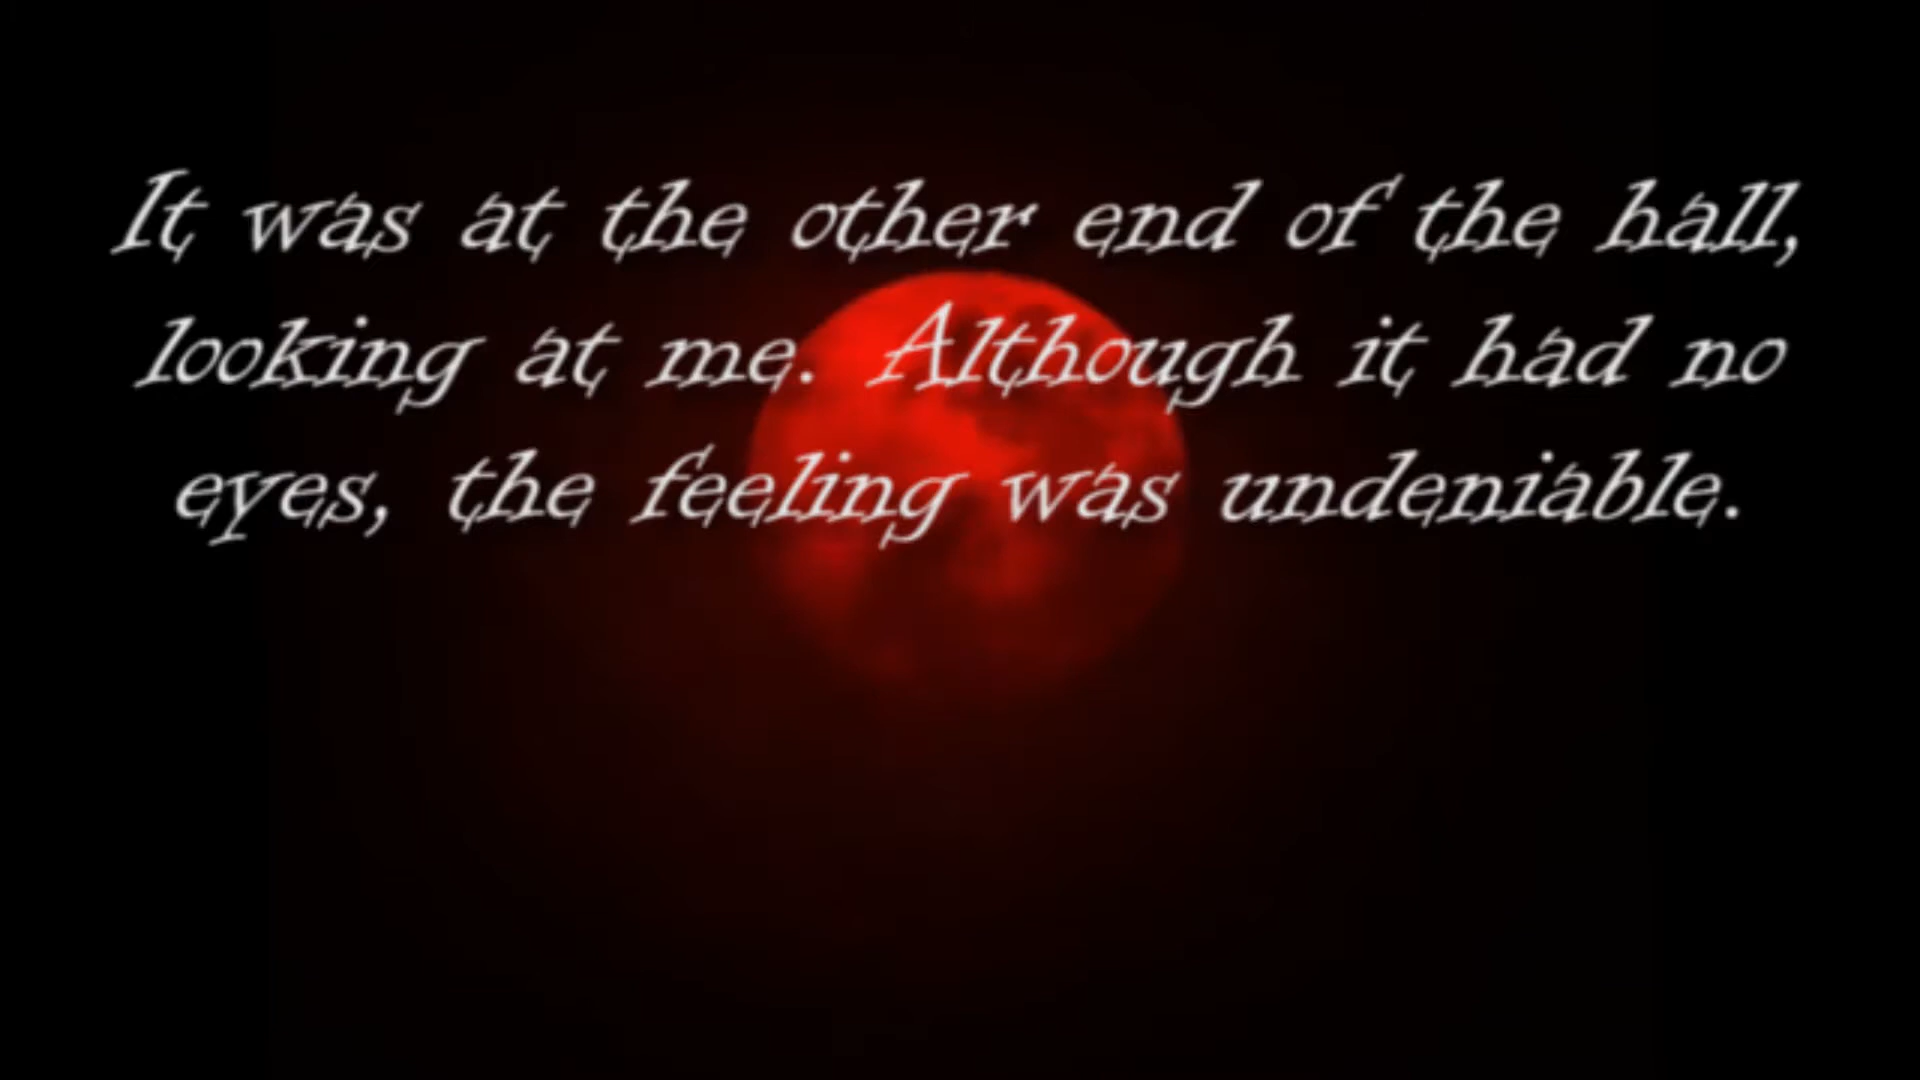 It was at the other end of the hall,
looking at me. Although it had no
eyes, the feeling was undeniable.